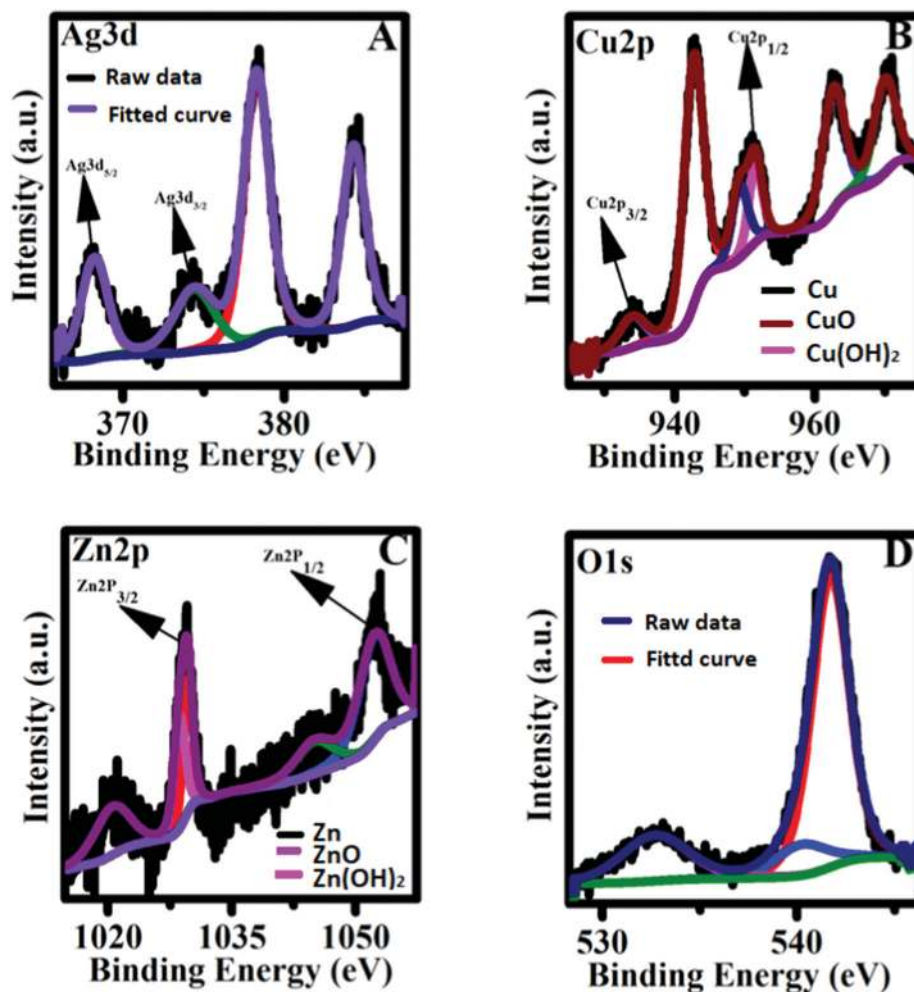 Ag3d
A
Raw data
Fitted curve
Ag3d5/2
Ag3d3/2
Intensity (a.u.)
370
380
Binding Energy (eV)
Cu2p
B
Cu2p1/2
Cu2p3/2
Cu
CuO
Cu(OH)2
Intensity (a.u.)
940
960
Binding Energy (eV)
Zn2p
C
Zn2P3/2
Zn2P1/2
Zn
ZnO
Zn(OH)2
Intensity (a.u.)
1020
1035
1050
Binding Energy (eV)
O1s
D
Raw data
Fittd curve
Intensity (a.u.)
530
540
Binding Energy (eV)